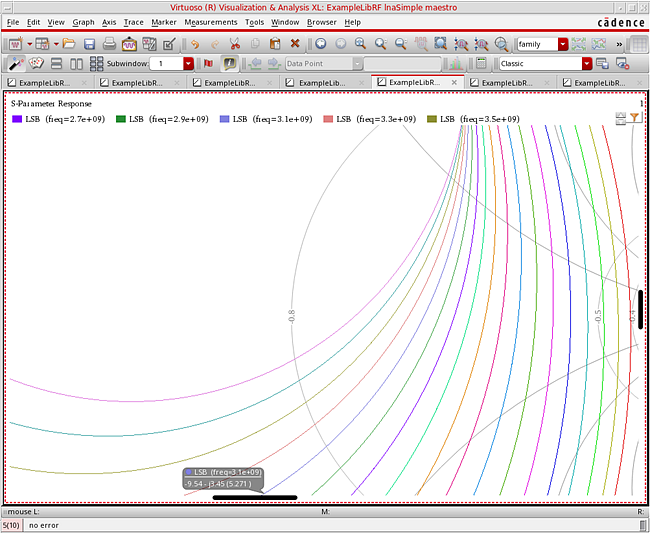 Virtuoso (R) Visualization & Analysis XL: ExampleLibRF lnaSimple maestro
File Edit View Graph Axis Trace Marker Measurements Tools Window Browser Help
cādence
family
»
Subwindow: 1
Data Point
Classic
ExampleLibR...
ExampleLibR...
ExampleLibR...
ExampleLib...
ExampleLibR...
ExampleLibR...
ExampleLibR...
S-Parameter Response
1
LSB (freq=2.7e+09) LSB (freq=2.9e+09) LSB (freq=3.1e+09) LSB (freq=3.3e+09) LSB (freq=3.5e+09)
-0.8
-0.5
0.4
LSB (freq=3.1e+09)
-9.54 - j3.45 (5.271 )
mouse L:
M:
R:
5(10)
no error